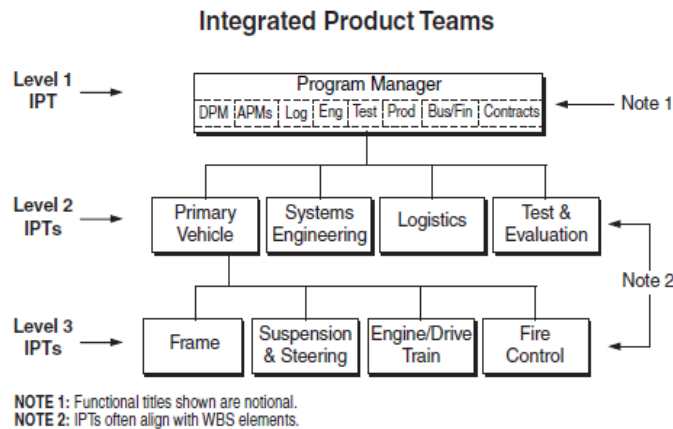 Integrated Product Teams
Level 1
IPT
Program Manager
DPM APMs Log Eng Test Prod Bus/Fin Contracts
Note 1
Level 2
IPTs
Primary
Vehicle
Systems
Engineering
Logistics
Test &
Evaluation
Note 2
Level 3
IPTs
Frame
Suspension
& Steering
Engine/Drive
Train
Fire
Control
NOTE 1: Functional titles shown are notional.
NOTE 2: IPTs often align with WBS elements.